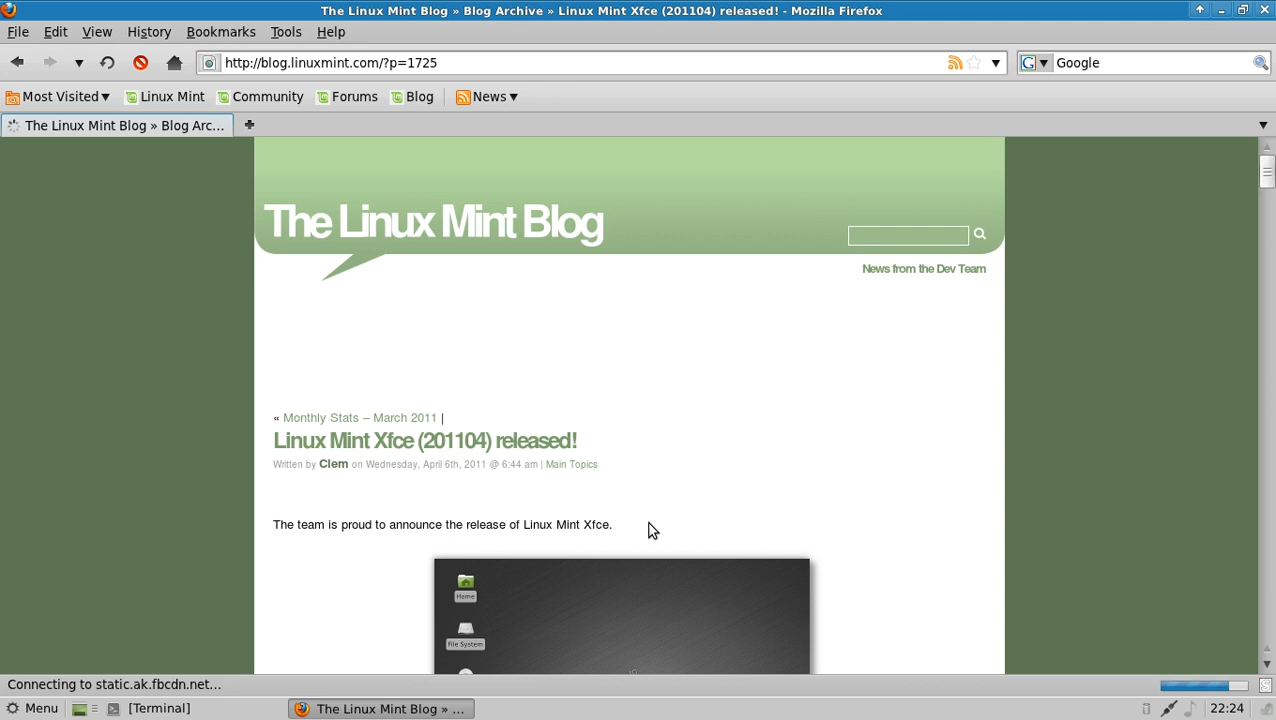 The Linux Mint Blog » Blog Archive » Linux Mint Xfce (201104) released! - Mozilla Firefox
File Edit View History Bookmarks Tools Help
http://blog.linuxmint.com/?p=1725
Google
Most Visited Linux Mint Community Forums Blog News
The Linux Mint Blog » Blog Arc...
The Linux Mint Blog
News from the Dev Team
« Monthly Stats – March 2011 |
Linux Mint Xfce (201104) released!
Written by Clem on Wednesday, April 6th, 2011 @ 6:44 am | Main Topics
The team is proud to announce the release of Linux Mint Xfce.
Home
File System
Connecting to static.ak.fbcdn.net...
Menu [Terminal] The Linux Mint Blog » ... 22:24